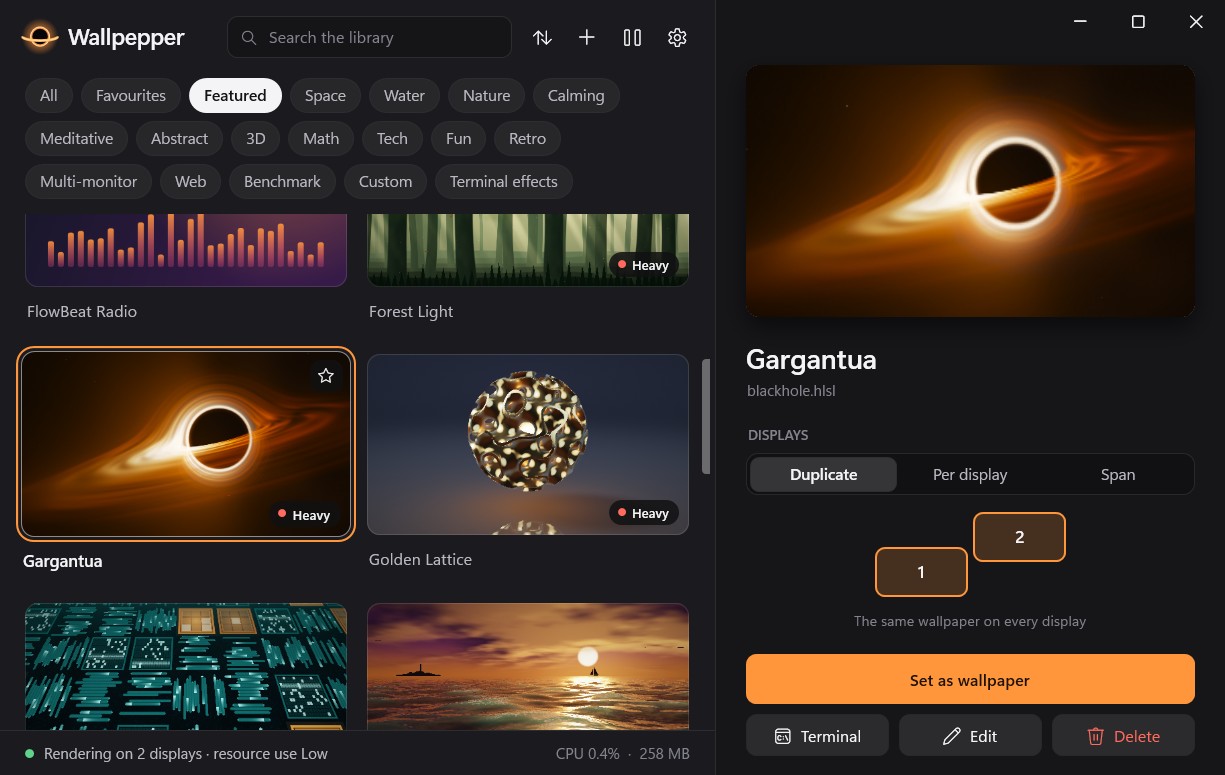 Wallpepper
Search the library
All
Favourites
Featured
Space
Water
Nature
Calming
Meditative
Abstract
3D
Math
Tech
Fun
Retro
Multi-monitor
Web
Benchmark
Custom
Terminal effects
Heavy
FlowBeat Radio
Forest Light
Heavy
Heavy
Gargantua
Golden Lattice
Rendering on 2 displays · resource use Low
CPU 0.4% · 258 MB
Gargantua
blackhole.hlsl
DISPLAYS
Duplicate
Per display
Span
2
1
The same wallpaper on every display
Set as wallpaper
Terminal
Edit
Delete